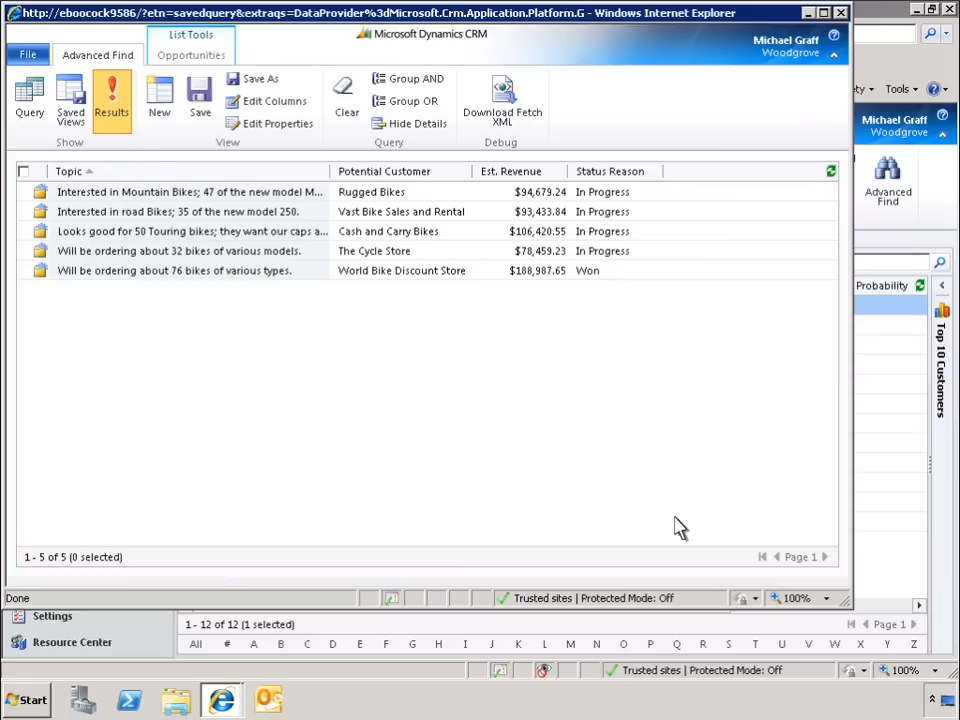 http://eboocock9586/?etn=savedquery&extraqs=DataProvider%3dMicrosoft.Crm.Application.Platform.G - Windows Internet Explorer
List Tools
Microsoft Dynamics CRM
File
Advanced Find
Opportunities
Michael Graff
Woodgrove
Query
Saved Views
Results
Show
New
Save
Save As
Edit Columns
Edit Properties
View
Clear
Group AND
Group OR
Hide Details
Query
Download Fetch XML
Debug
Topic Potential Customer Est. Revenue Status Reason
Interested in Mountain Bikes; 47 of the new model M... Rugged Bikes $94,679.24 In Progress
Interested in road Bikes; 35 of the new model 250. Vast Bike Sales and Rental $93,433.84 In Progress
Looks good for 50 Touring bikes; they want our caps a... Cash and Carry Bikes $106,420.55 In Progress
Will be ordering about 32 bikes of various models. The Cycle Store $78,459.23 In Progress
Will be ordering about 76 bikes of various types. World Bike Discount Store $188,987.65 Won
1 - 5 of 5 (0 selected)
Page 1
Done
Trusted sites | Protected Mode: Off
100%
ety
Tools
Michael Graff
Woodgrove
Advanced Find
Probability
Top 10 Customers
Settings
Resource Center
1 - 12 of 12 (1 selected)
Page 1
All # A B C D E F G H I J K L M N O P Q R S T U V W X Y Z
Trusted sites | Protected Mode: Off
100%
Start